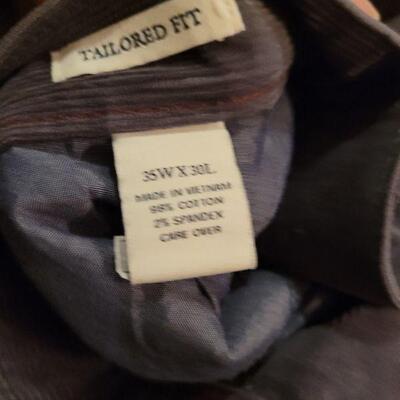 TAILORED FIT
35W X 30L
MADE IN VIETNAM
98% COTTON
2% SPANDEX
CARE OVER